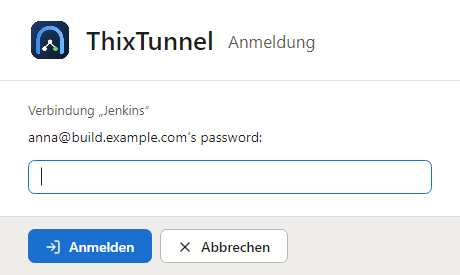 ThixTunnel Anmeldung
Verbindung „Jenkins“
anna@build.example.com's password:
Anmelden Abbrechen